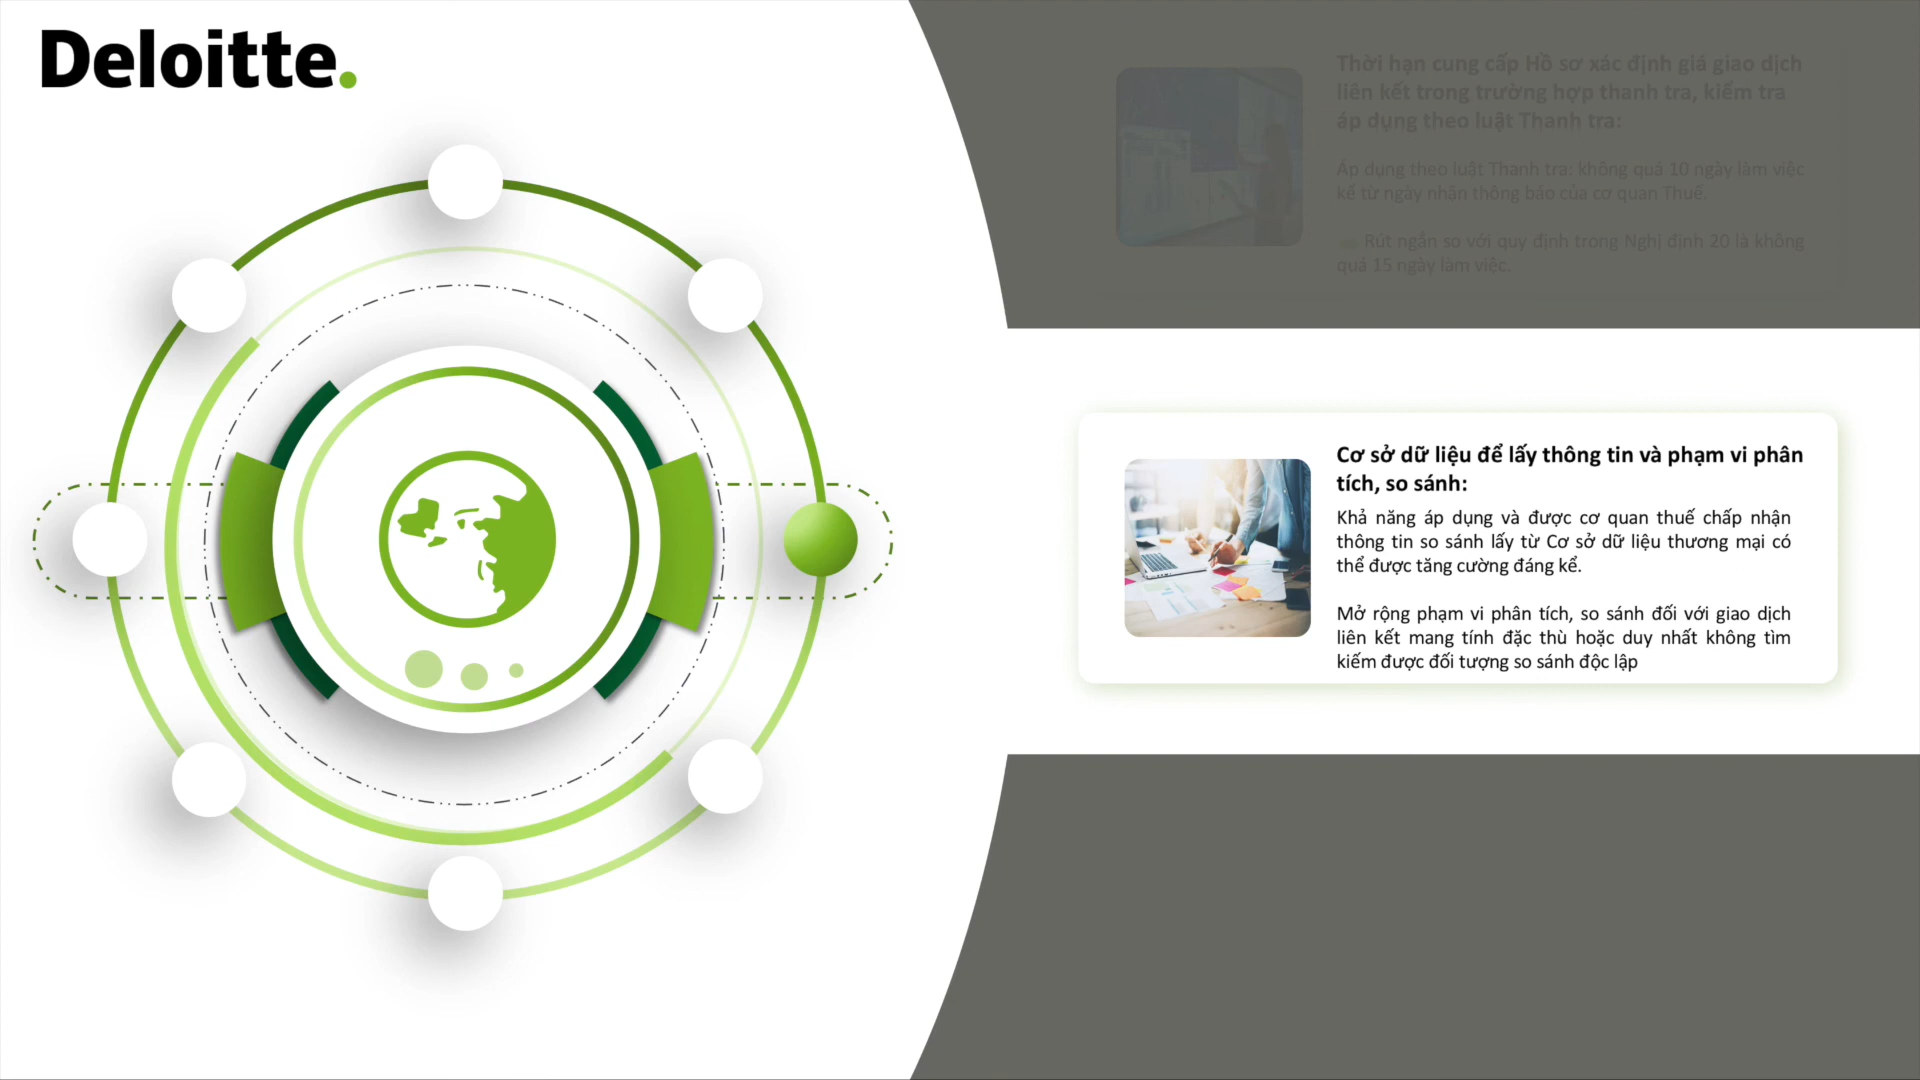 Deloitte.
Thời hạn cung cấp Hồ sơ xác định giá giao dịch
liên kết trong trường hợp thanh tra, kiểm tra
áp dụng theo luật Thanh tra:
Áp dụng theo luật Thanh tra: không quá 10 ngày làm việc
kể từ ngày nhận thông báo của cơ quan Thuế.
Rút ngắn so với quy định trong Nghị định 20 là không
quá 15 ngày làm việc.
Cơ sở dữ liệu để lấy thông tin và phạm vi phân
tích, so sánh:
Khả năng áp dụng và được cơ quan thuế chấp nhận
thông tin so sánh lấy từ Cơ sở dữ liệu thương mại có
thể được tăng cường đáng kể.
Mở rộng phạm vi phân tích, so sánh đối với giao dịch
liên kết mang tính đặc thù hoặc duy nhất không tìm
kiếm được đối tượng so sánh độc lập